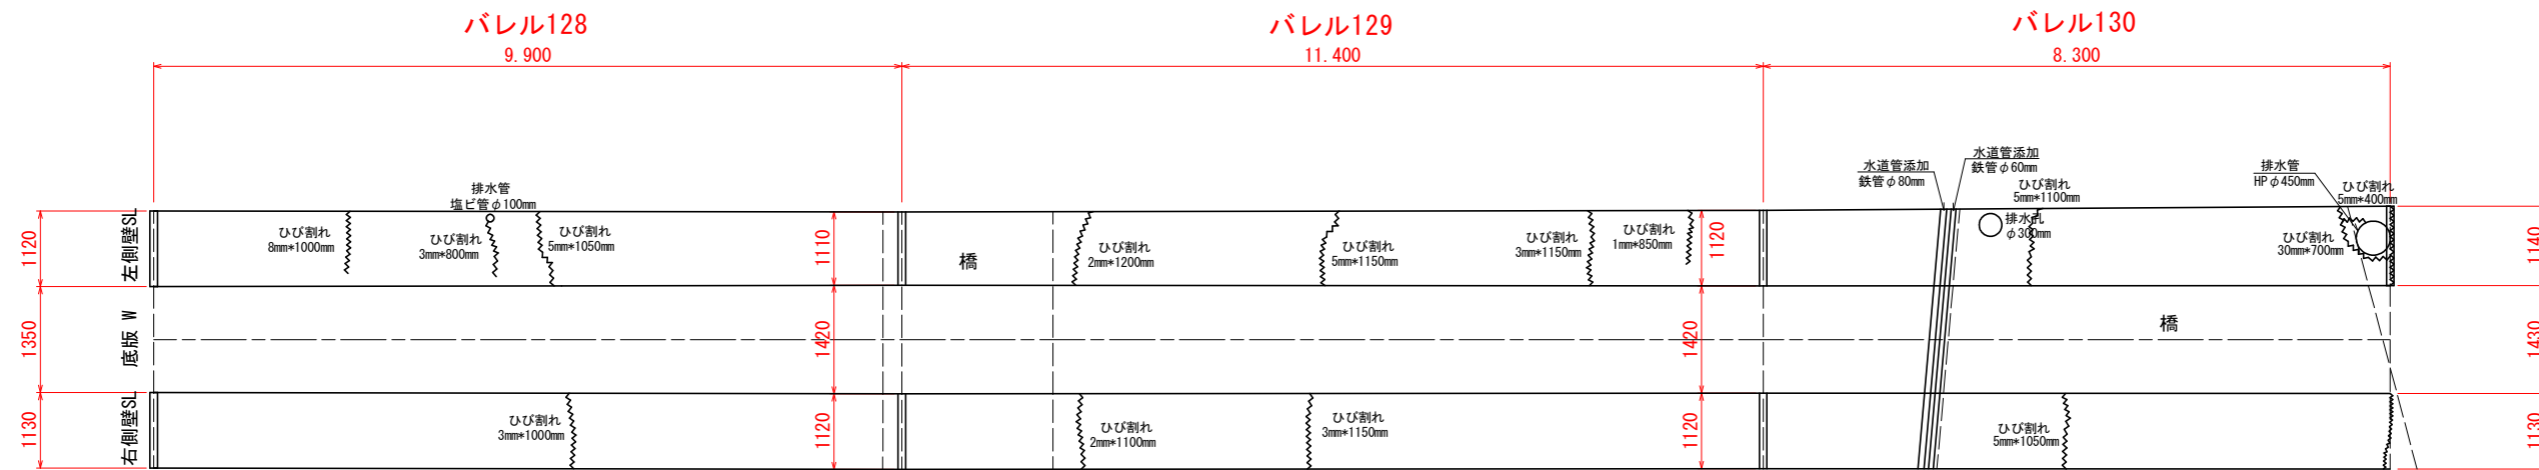 バレル128
バレル129
バレル130
9.900
11.400
8.300
排水管
塩ビ管φ100mm
水道管添加
鉄管φ80mm
水道管添加
鉄管φ60mm
ひび割れ
5mm*1100mm
排水管
HPφ450mm
ひび割れ
5mm*400mm
左側壁SL
1120
ひび割れ
8mm*1000mm
ひび割れ
3mm*800mm
ひび割れ
5mm*1050mm
1110
橋
ひび割れ
2mm*1200mm
ひび割れ
5mm*1150mm
ひび割れ
3mm*1150mm
ひび割れ
1mm*850mm
1120
排水孔
φ300mm
ひび割れ
30mm*700mm
1140
底版 W
1350
1420
1420
橋
1430
右側壁SL
1130
ひび割れ
3mm*1000mm
1120
ひび割れ
2mm*1100mm
ひび割れ
3mm*1150mm
1120
ひび割れ
5mm*1050mm
1130